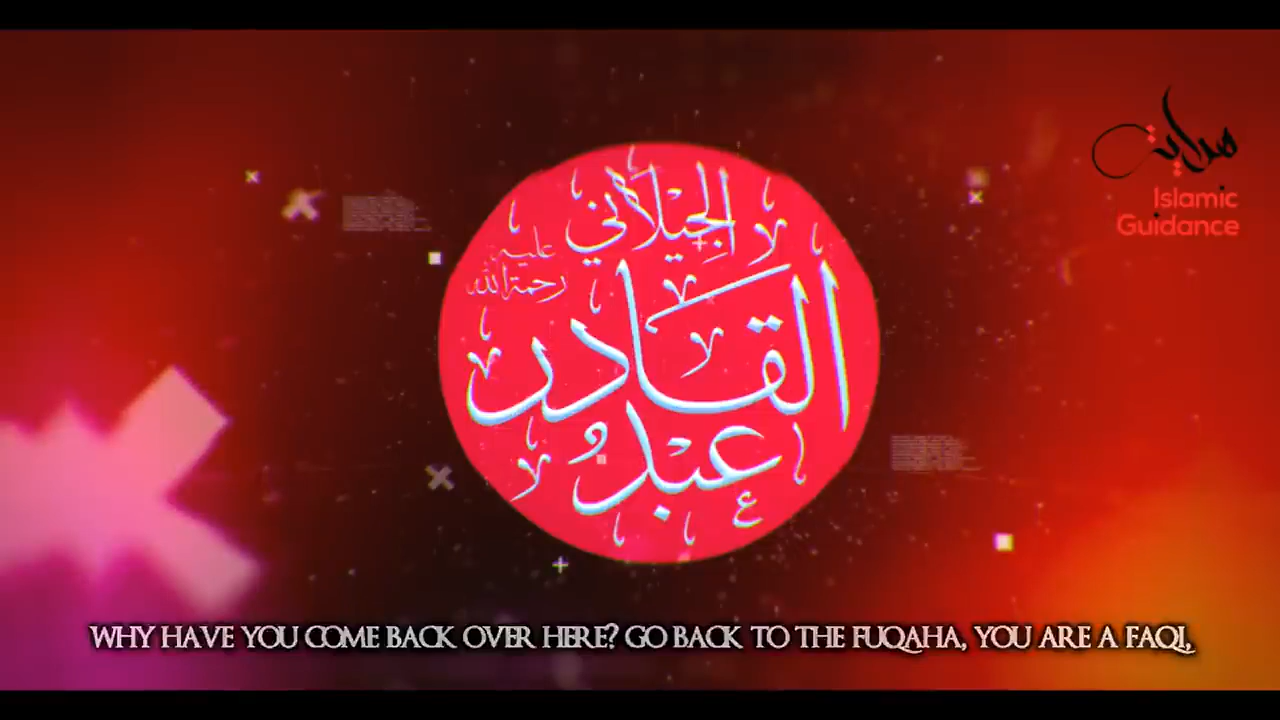 هداية
Islamic
Guidance
الجيلاني
عليه
رحمة الله
القادر
عبد
WHY HAVE YOU COME BACK OVER HERE? GO BACK TO THE FUQAHA, YOU ARE A FAQI,